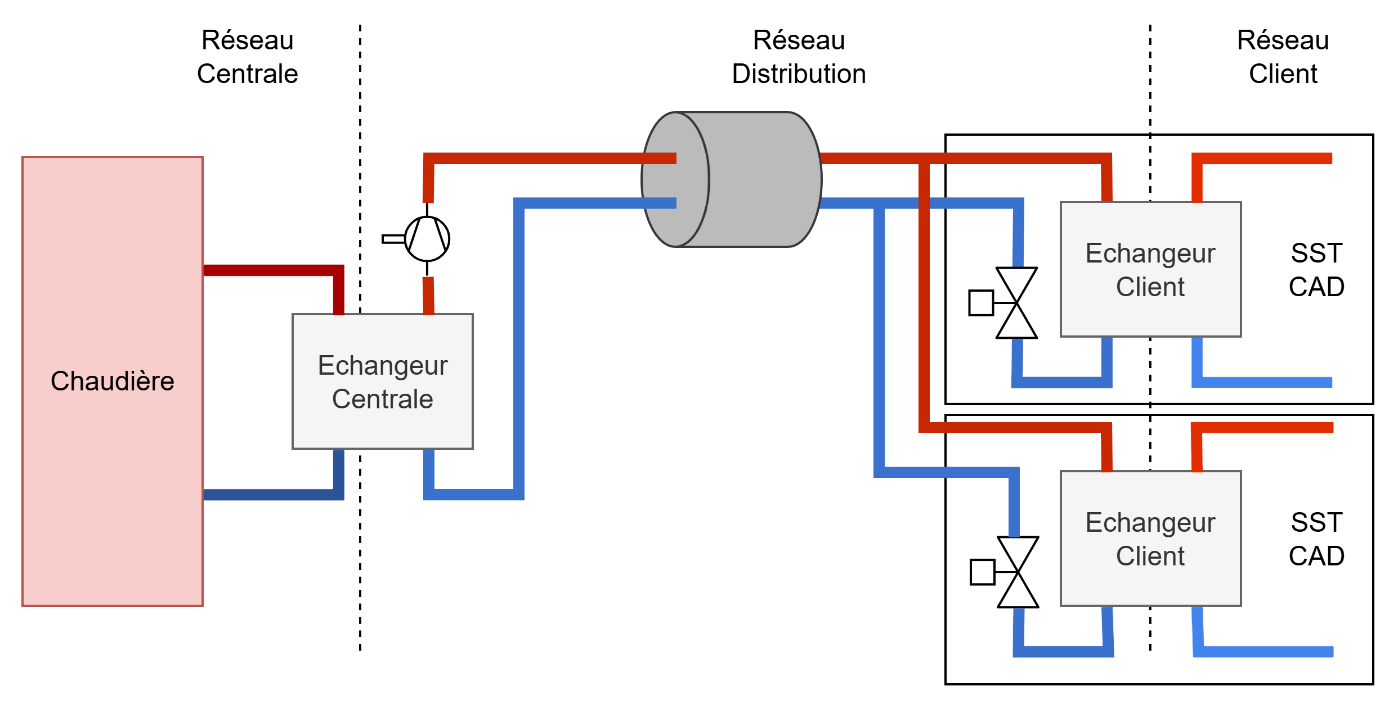 Réseau
Centrale
Réseau
Distribution
Réseau
Client
Chaudière
Echangeur
Centrale
Echangeur
Client
SST
CAD
Echangeur
Client
SST
CAD